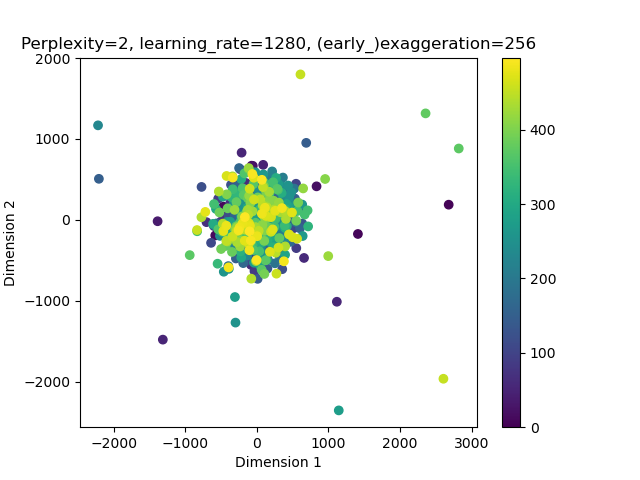 Perplexity=2, learning_rate=1280, (early_)exaggeration=256
Dimension 2
2000
1000
0
−1000
−2000
−2000 −1000 0 1000 2000 3000
Dimension 1
400
300
200
100
0